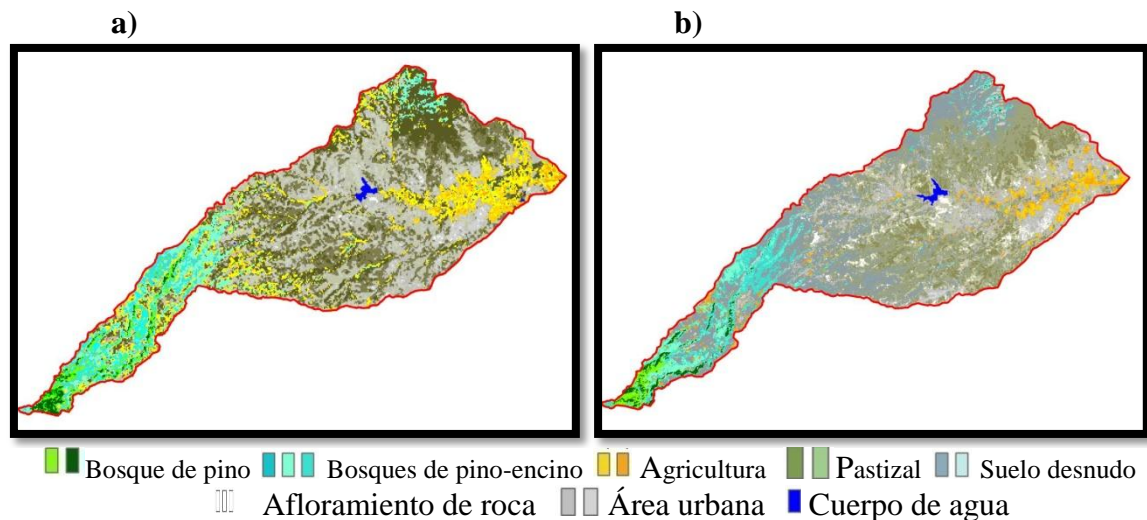 a) b)
Bosque de pino Bosques de pino-encino Agricultura Pastizal Suelo desnudo
Afloramiento de roca Área urbana Cuerpo de agua